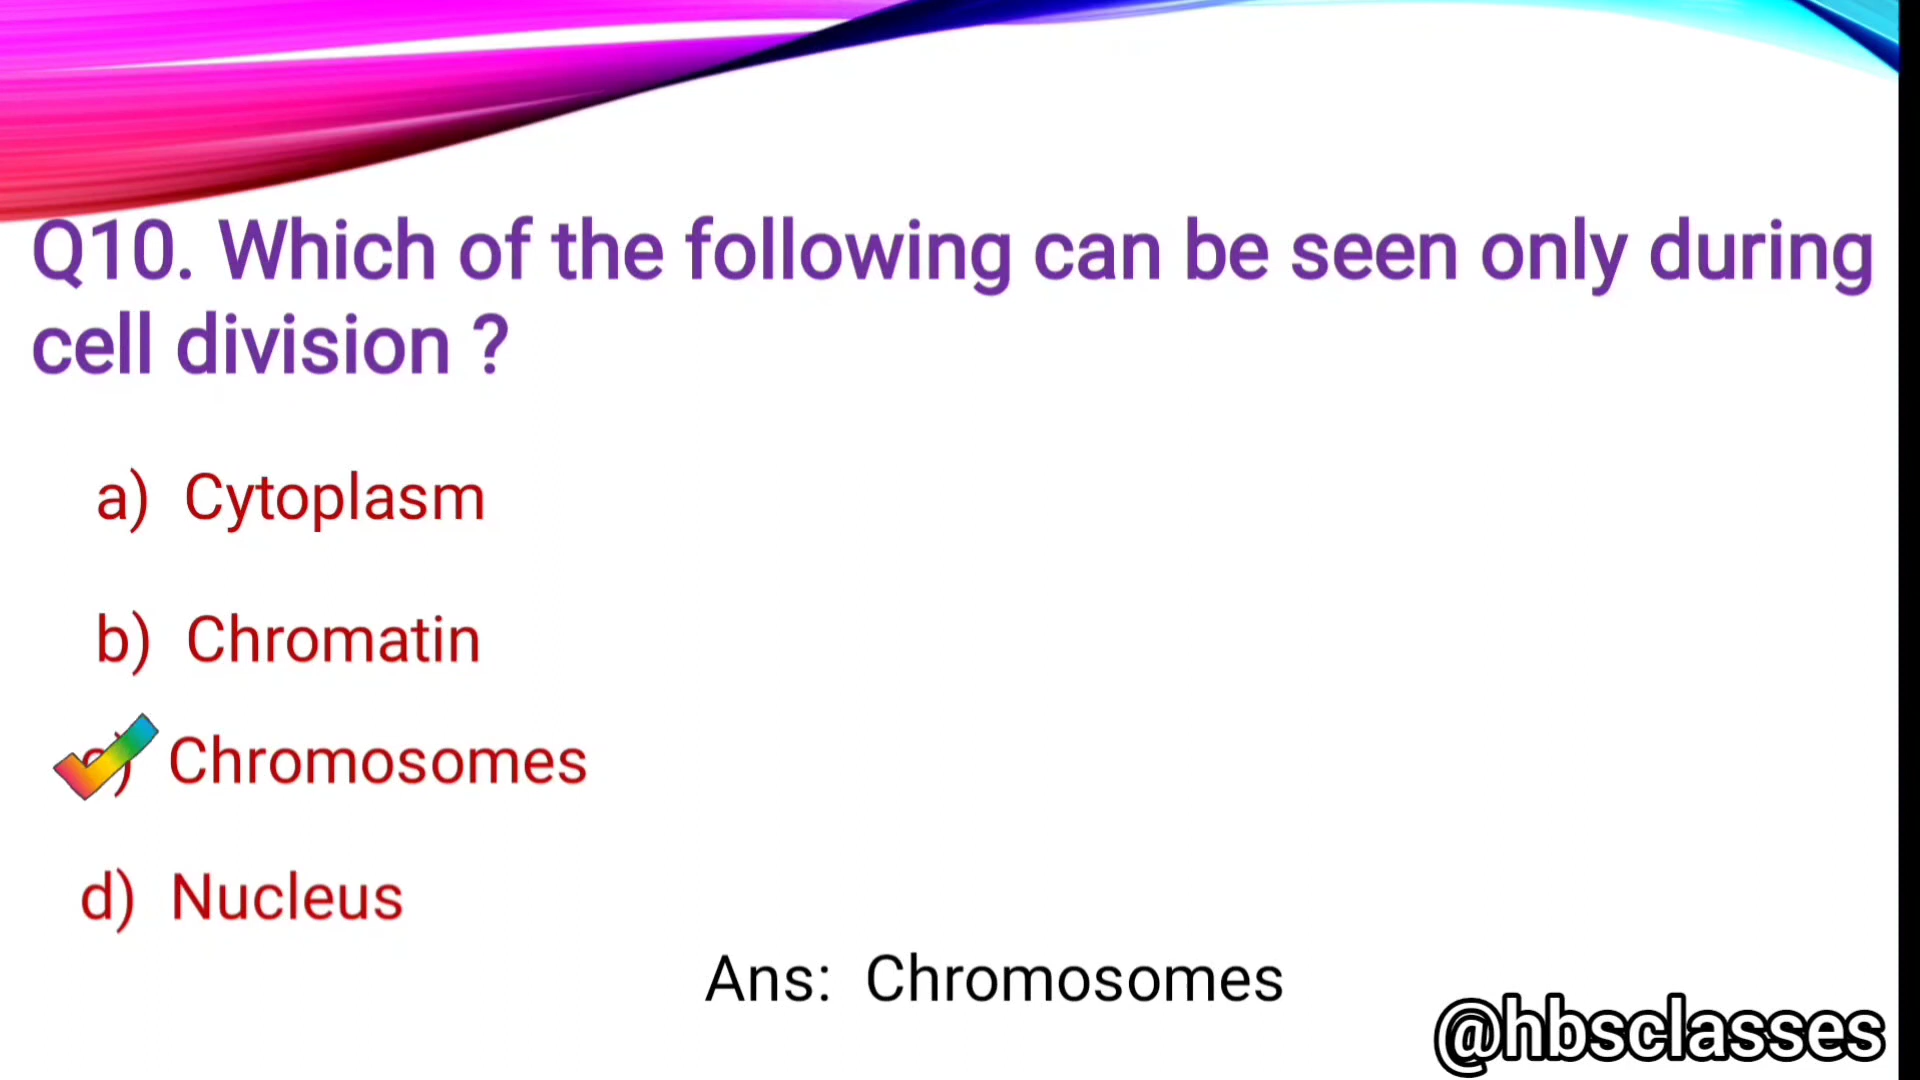 Q10. Which of the following can be seen only during
cell division ?
a) Cytoplasm
b) Chromatin
c) Chromosomes
d) Nucleus
Ans: Chromosomes
@hbsclasses